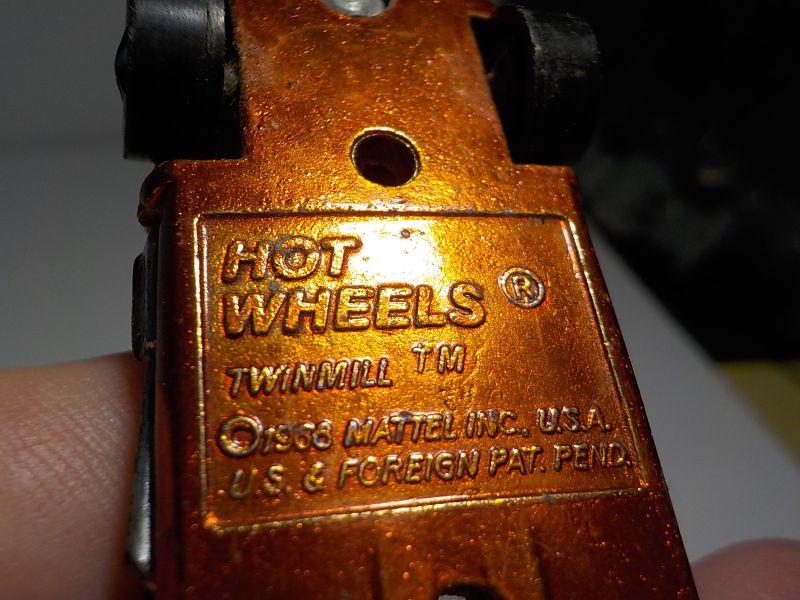 HOT
WHEELS ®
TWINMILL TM
©1968 MATTEL INC., U.S.A.
U.S. & FOREIGN PAT. PEND.